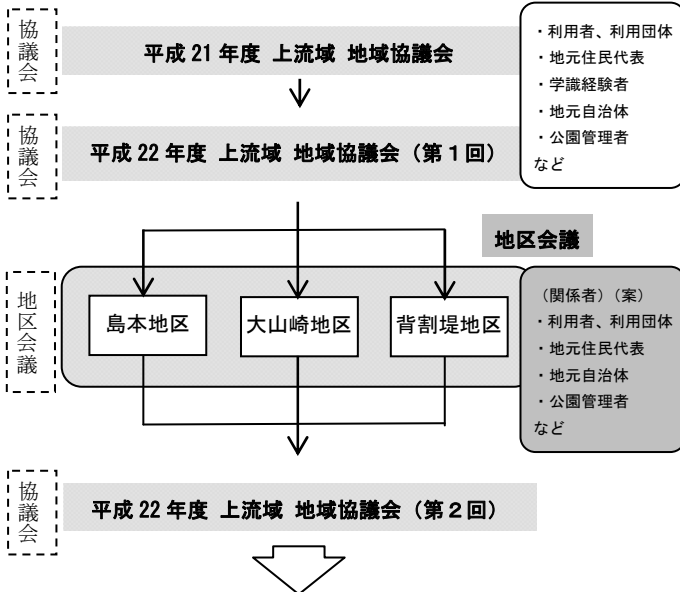 協議会
平成 21 年度 上流域 地域協議会
・利用者、利用団体
・地元住民代表
・学識経験者
・地元自治体
・公園管理者
など
協議会
平成 22 年度 上流域 地域協議会（第１回）
地区会議
地区会議
島本地区
大山崎地区
背割堤地区
（関係者）（案）
・利用者、利用団体
・地元住民代表
・地元自治体
・公園管理者
など
協議会
平成 22 年度 上流域 地域協議会（第２回）